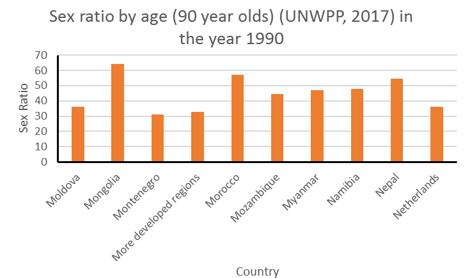 Sex ratio by age (90 year olds) (UNWPP, 2017) in
the year 1990
70
60
50
40
30
20
10
0
Sex Ratio
Moldova
Mongolia
Montenegro
More developed regions
Morocco
Mozambique
Myanmar
Namibia
Nepal
Netherlands
Country